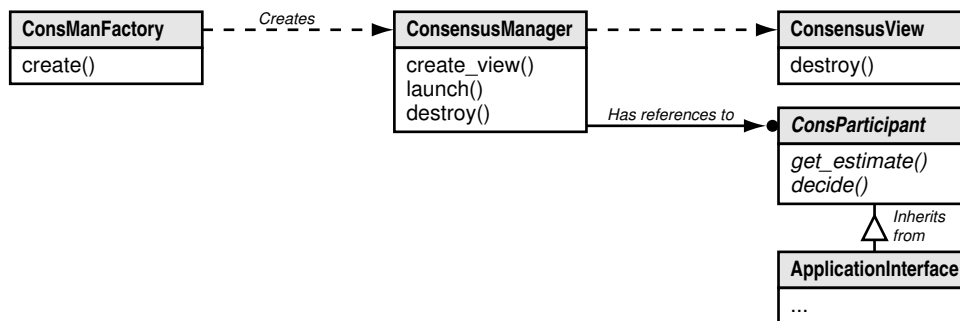 ConsManFactory
create()
Creates
ConsensusManager
create_view()
launch()
destroy()
ConsensusView
destroy()
Has references to
ConsParticipant
get_estimate()
decide()
Inherits
from
ApplicationInterface
...